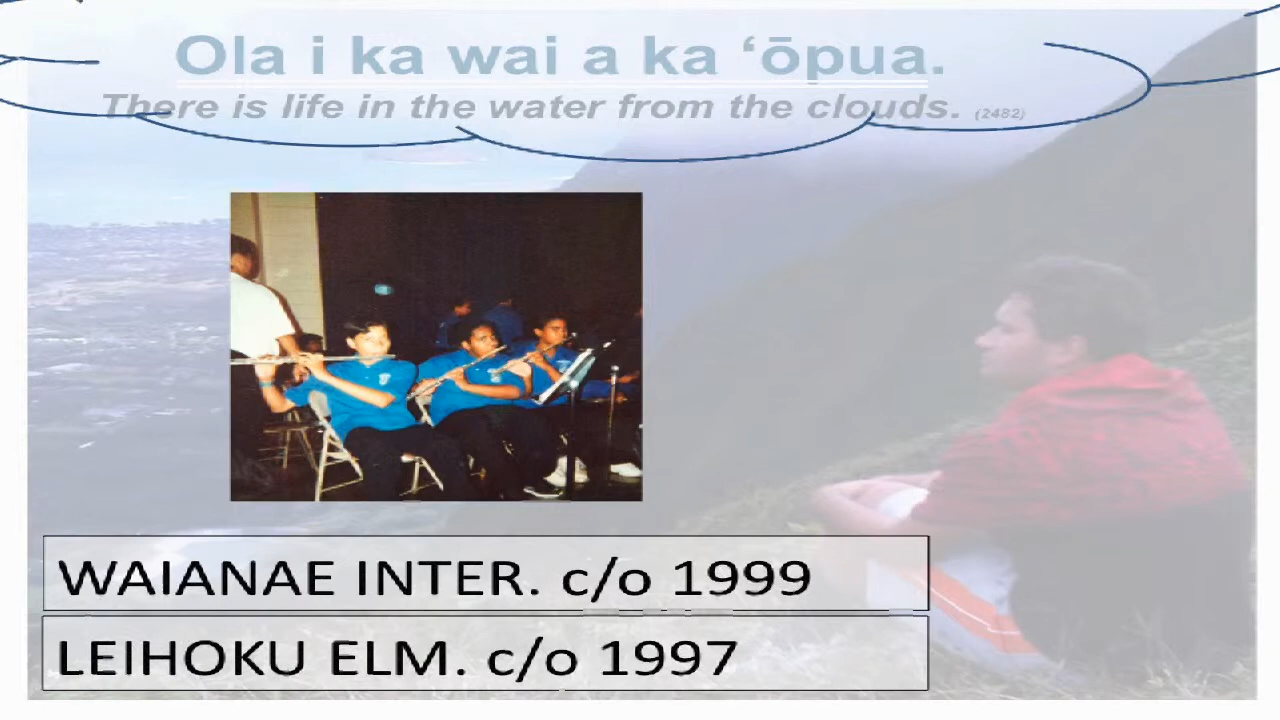 Ola i ka wai a ka ʻōpua.
There is life in the water from the clouds. (2482)
WAIANAE INTER. c/o 1999
LEIHOKU ELM. c/o 1997